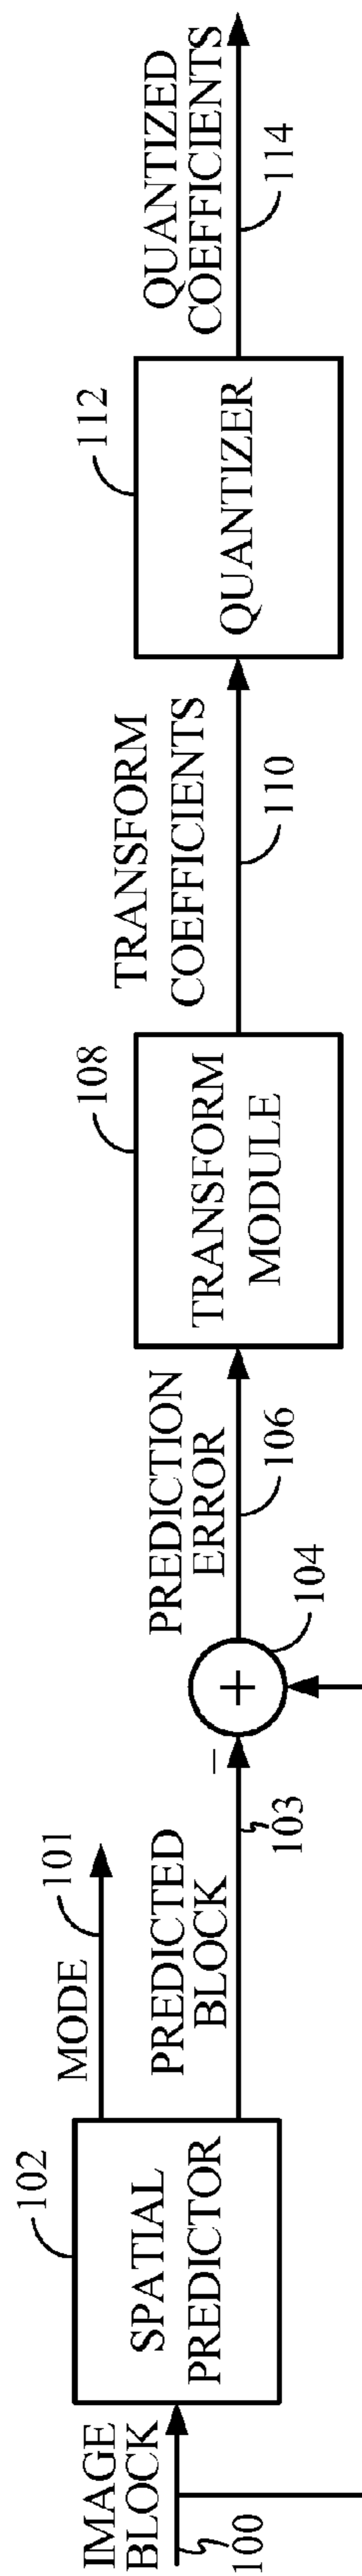 IMAGE
BLOCK
100
102
SPATIAL
PREDICTOR
MODE
101
PREDICTED
BLOCK
103
–
+
104
PREDICTION
ERROR
106
108
TRANSFORM
MODULE
TRANSFORM
COEFFICIENTS
110
112
QUANTIZER
QUANTIZED
COEFFICIENTS
114